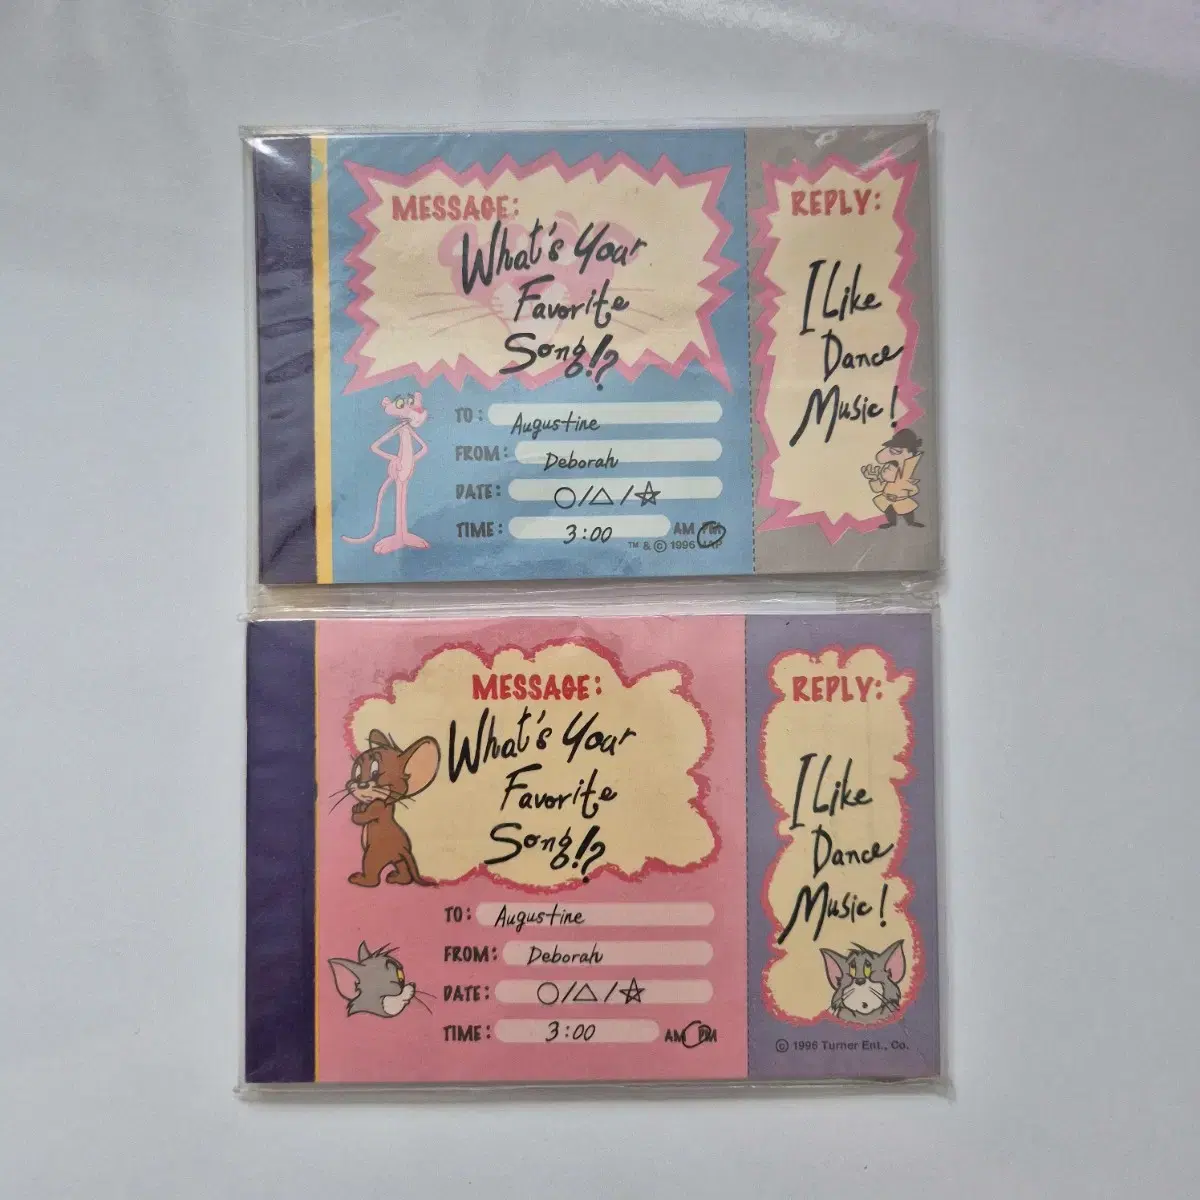 MESSAGE:
What's Your
Favorite
Song!?
TO: Augustine
FROM: Deborah
DATE: ○/△/☆
TIME: 3:00 AM PM
™ & © 1996 UAP
REPLY:
I Like
Dance
Music!
MESSAGE:
What's Your
Favorite
Song!?
TO: Augustine
FROM: Deborah
DATE: ○/△/☆
TIME: 3:00 AM PM
REPLY:
I Like
Dance
Music!
© 1996 Turner Ent., Co.